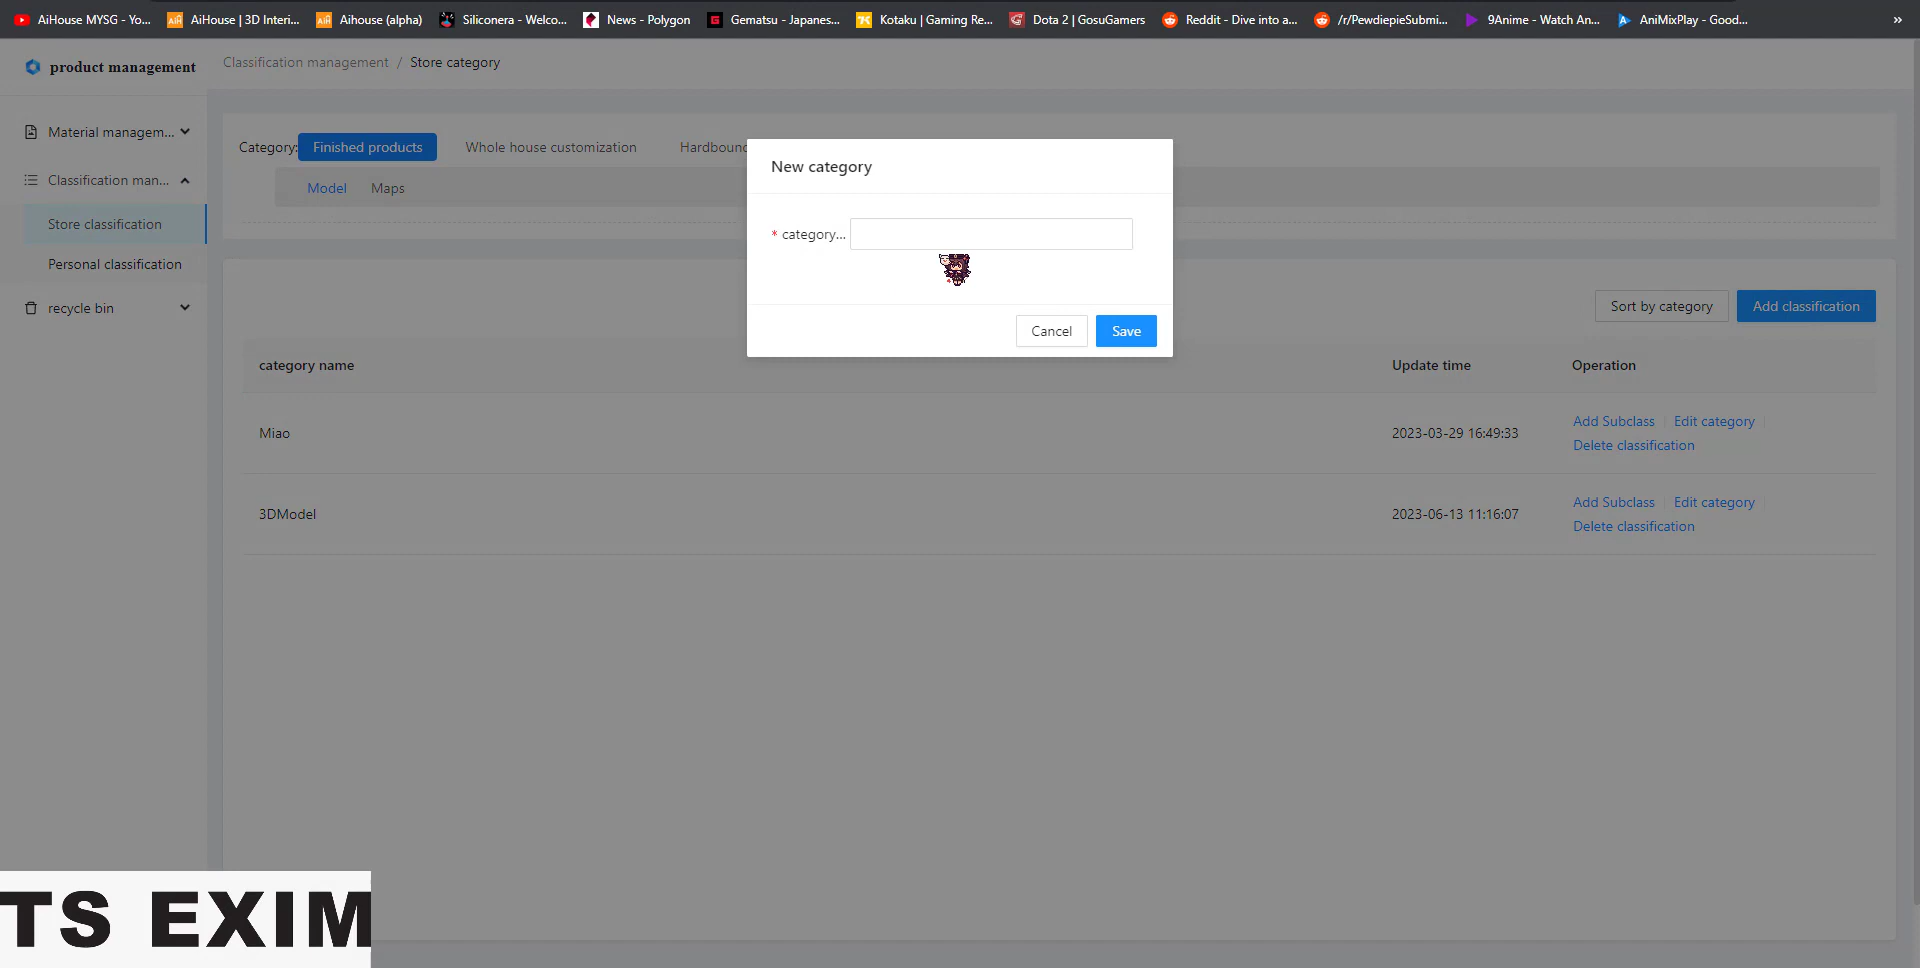 AiHouse MYSG - Yo...
AiHouse | 3D Interi...
Aihouse (alpha)
Siliconera - Welco...
News - Polygon
Gematsu - Japanes...
Kotaku | Gaming Re...
Dota 2 | GosuGamers
Reddit - Dive into a...
/r/PewdiepieSubmi...
9Anime - Watch An...
AniMixPlay - Good...
»
product management
Classification management / Store category
Material managem...
Classification man...
Store classification
Personal classification
recycle bin
Category:
Finished products
Whole house customization
Hardboun
Model
Maps
New category
* category...
Cancel
Save
Sort by category
Add classification
category name
Update time
Operation
Miao
2023-03-29 16:49:33
Add Subclass
Edit category
Delete classification
3DModel
2023-06-13 11:16:07
Add Subclass
Edit category
Delete classification
TS EXIM